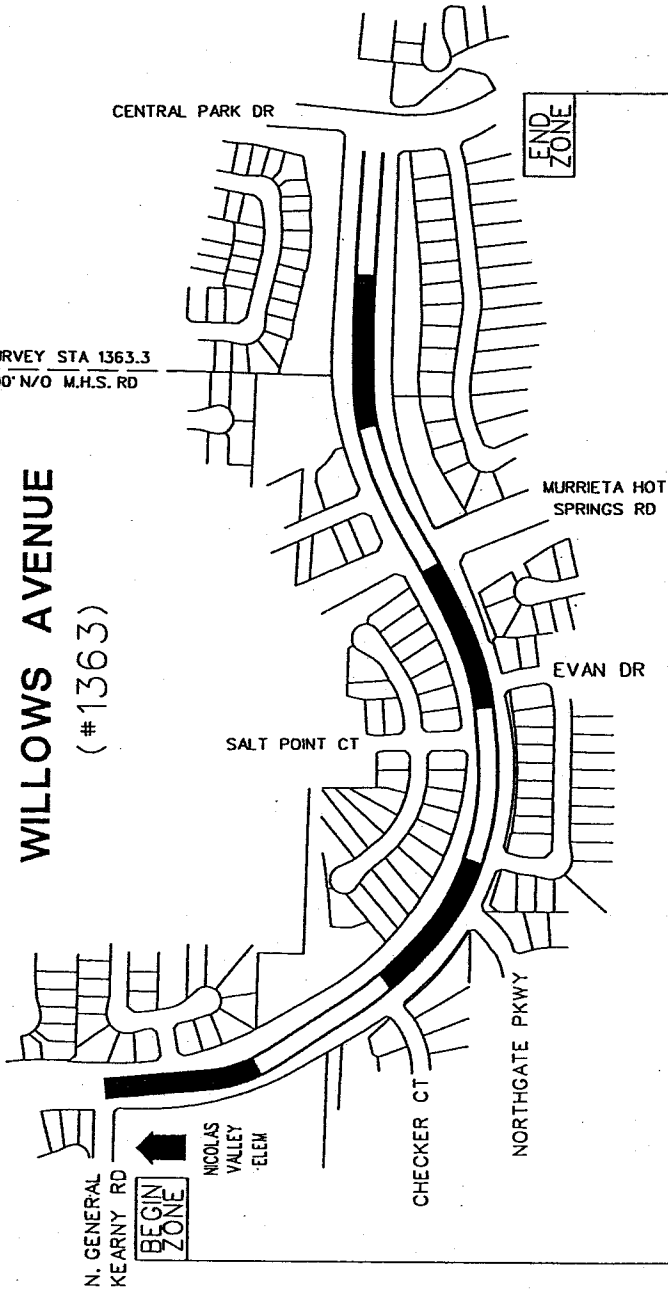 CENTRAL PARK DR
END
ZONE
URVEY STA 1363.3
00' N/O M.H.S. RD
WILLOWS AVENUE
(#1363)
MURRIETA HOT
SPRINGS RD
EVAN DR
SALT POINT CT
NORTHGATE PKWY
CHECKER CT
NICOLAS
VALLEY
ELEM
N. GENERAL
KEARNY RD
BEGIN
ZONE